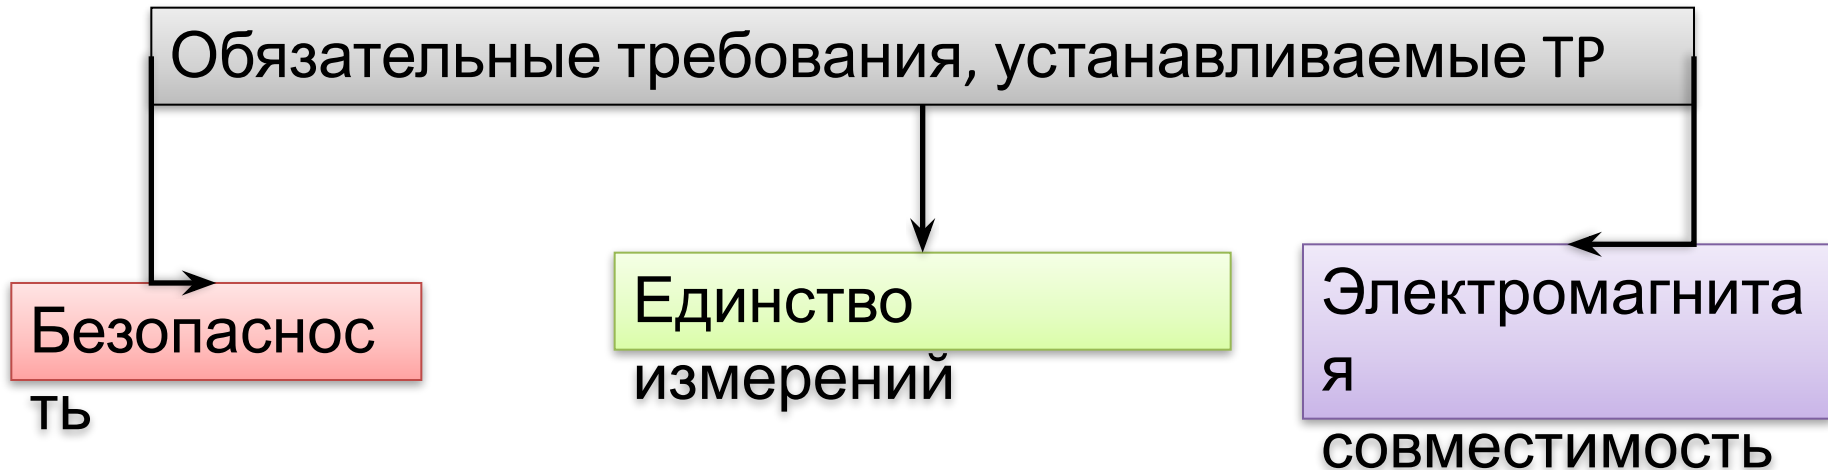 Обязательные требования, устанавливаемые ТР
Безопаснос
ть
Единство
измерений
Электромагнита
я
совместимость